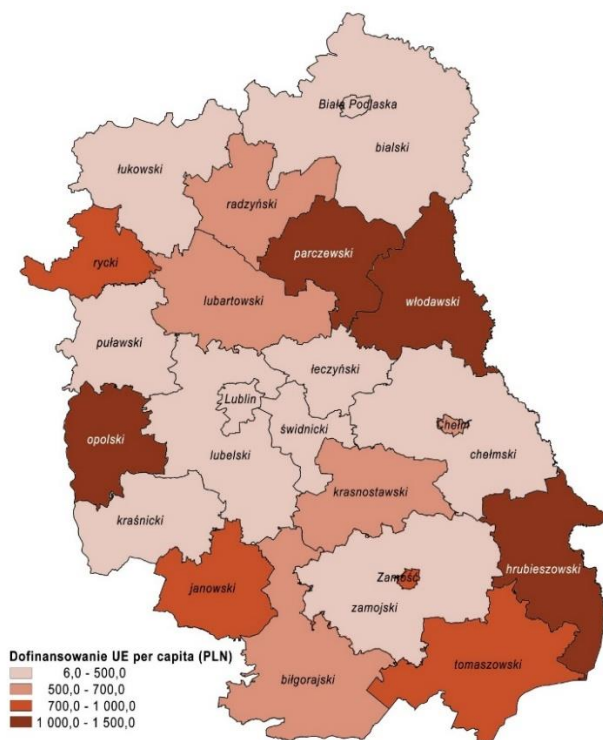 Biała Podlaska
bialski
łukowski
radzyński
parczewski
rycki
włodawski
lubartowski
puławski
łęczyński
Lublin
Chełm
opolski
świdnicki
lubelski
chełmski
krasnostawski
kraśnicki
hrubieszowski
Zamość
janowski
zamojski
tomaszowski
biłgorajski
Dofinansowanie UE per capita (PLN)
6,0 - 500,0
500,0 - 700,0
700,0 - 1 000,0
1 000,0 - 1 500,0